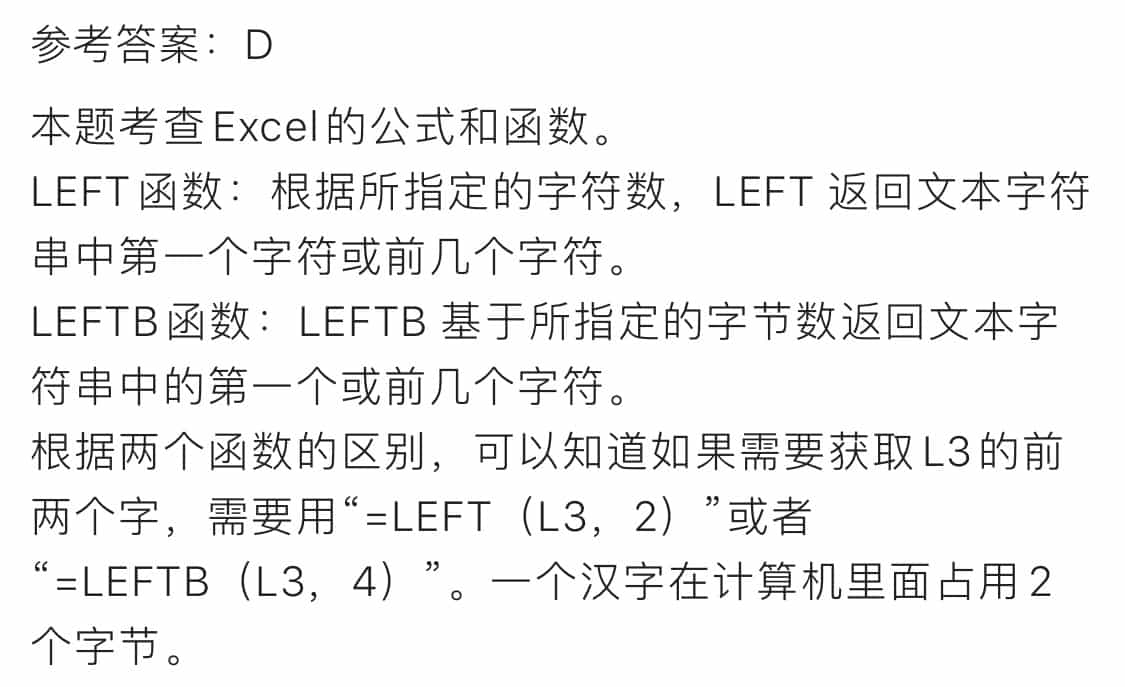 参考答案：D
本题考查Excel的公式和函数。
LEFT函数：根据所指定的字符数，LEFT 返回文本字符
串中第一个字符或前几个字符。
LEFTB函数：LEFTB 基于所指定的字节数返回文本字
符串中的第一个或前几个字符。
根据两个函数的区别，可以知道如果需要获取L3的前
两个字，需要用“=LEFT（L3，2）”或者
“=LEFTB（L3，4）”。一个汉字在计算机里面占用2
个字节。